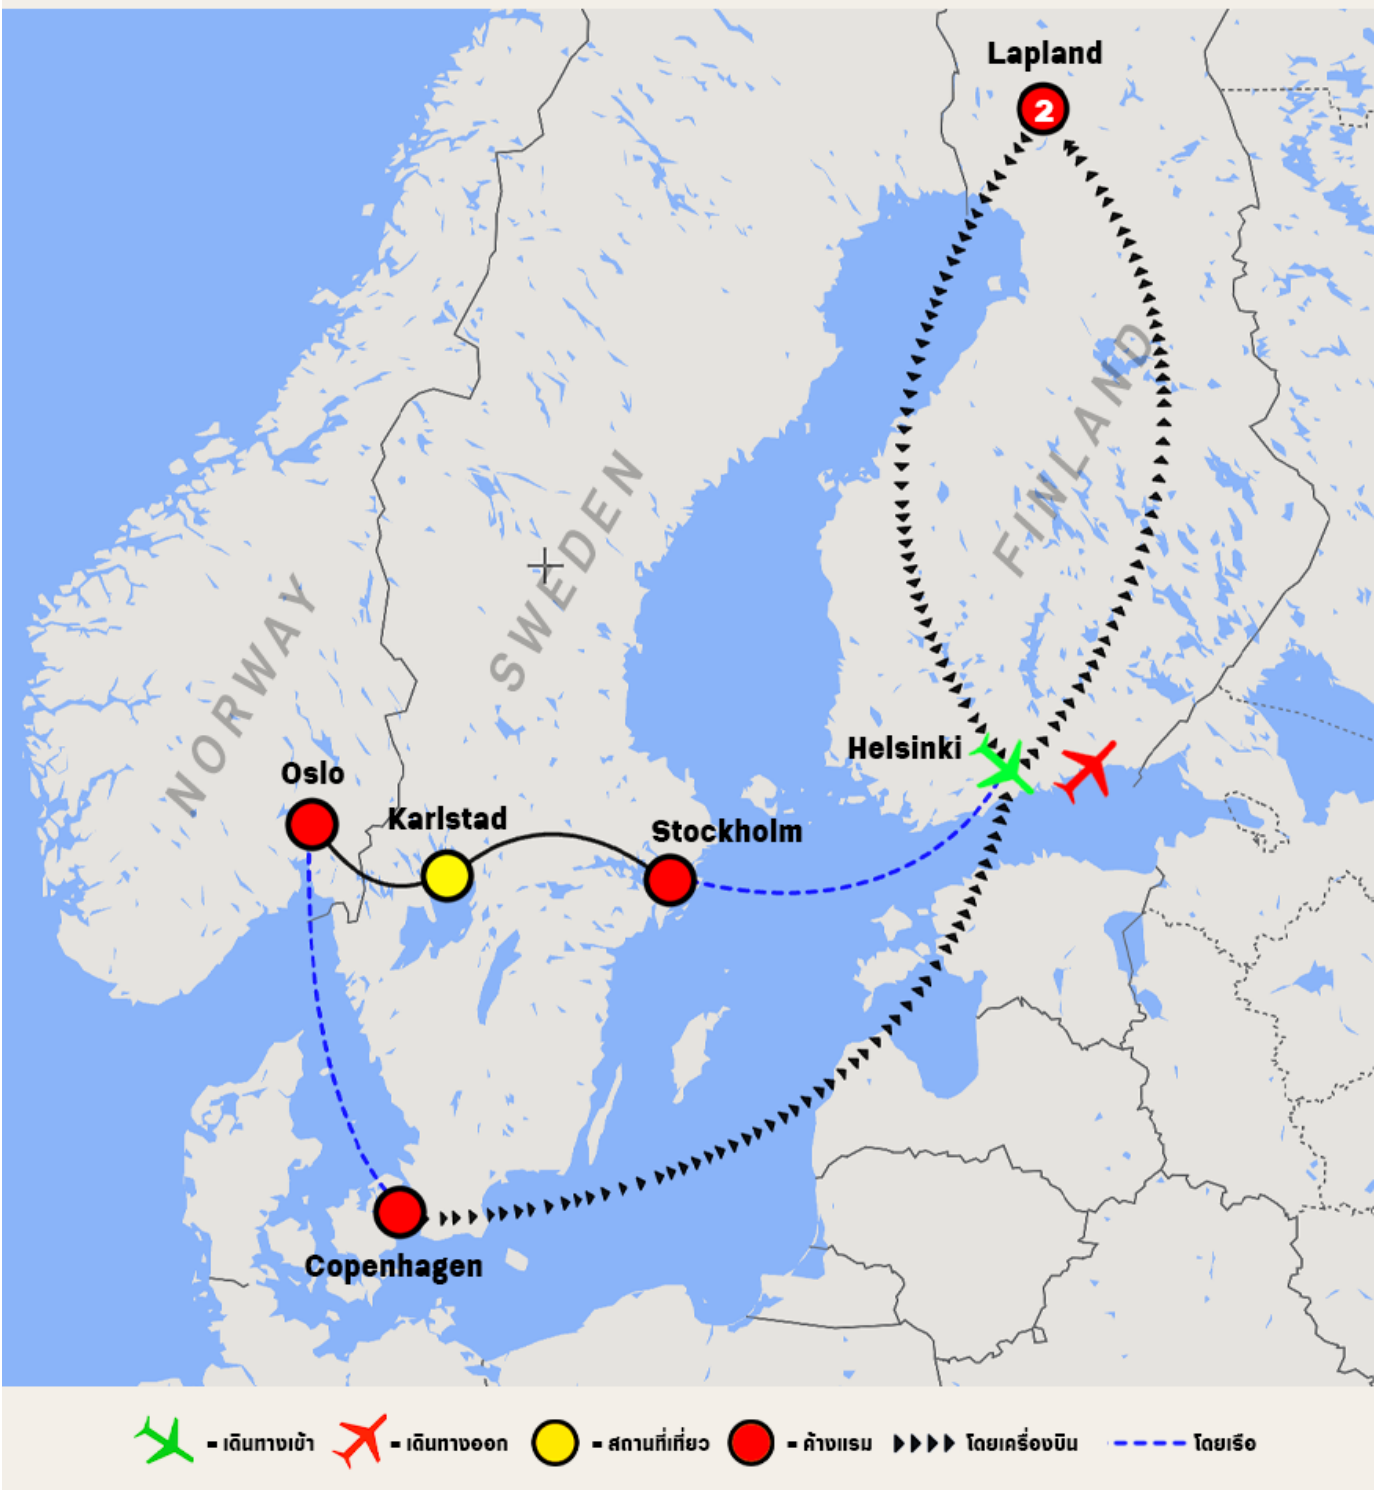 Lapland
2
FINLAND
SWEDEN
NORWAY
Helsinki
Oslo
Karlstad
Stockholm
Copenhagen
- เดินทางเข้า - เดินทางออก - สถานที่เที่ยว - ค้างแรม โดยเครื่องบิน โดยเรือ